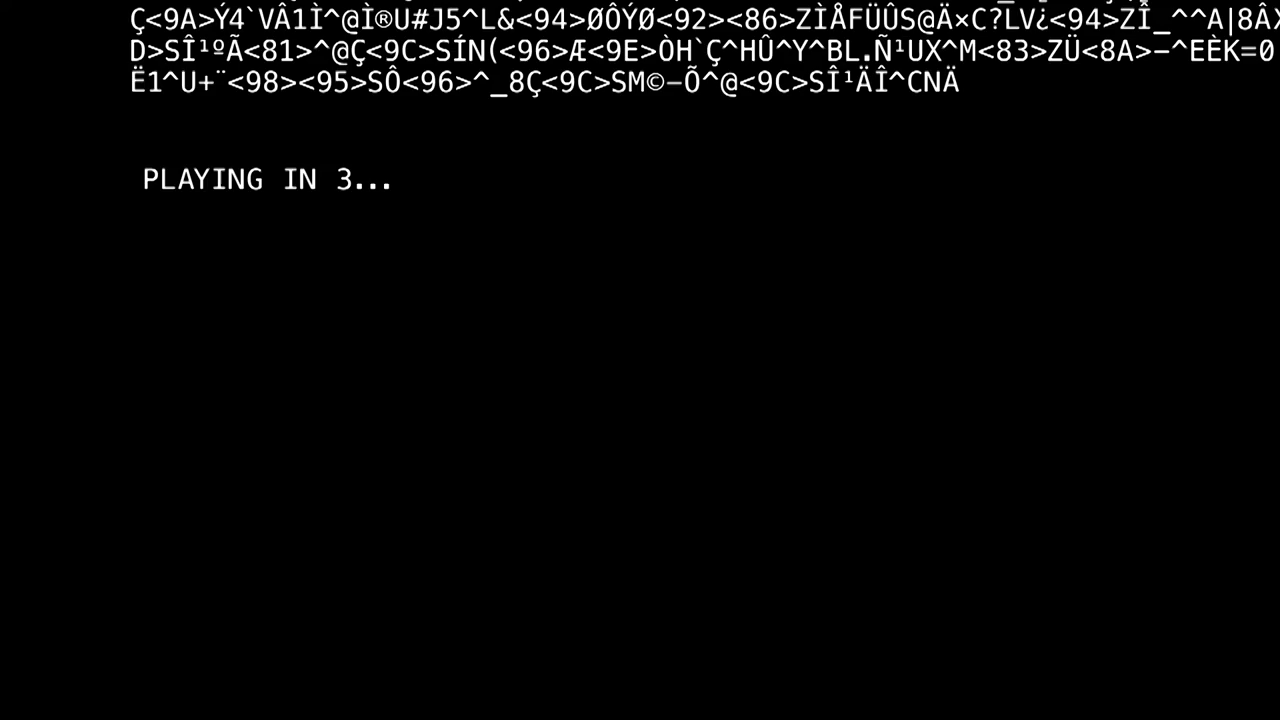 Ç<9A>Ý4`VÂ1Ì^@Ì®U#J5^L&<94>ØÔÝØ<92><86>ZÌÅFÜÛS@Ä×C?LV¿<94>ZÎ_^^A|8Â
D>SÎ¹ºÃ<81>^@Ç<9C>SÍN(<96>Æ<9E>ÒH`Ç^HÛ^Y^BL.Ñ¹UX^M<83>ZÜ<8A>–^EÈK=0
Ë1^U+¨<98><95>SÔ<96>^_8Ç<9C>SM©–Õ^@<9C>SÎ¹ÄÎ^CNÄ
PLAYING IN 3...